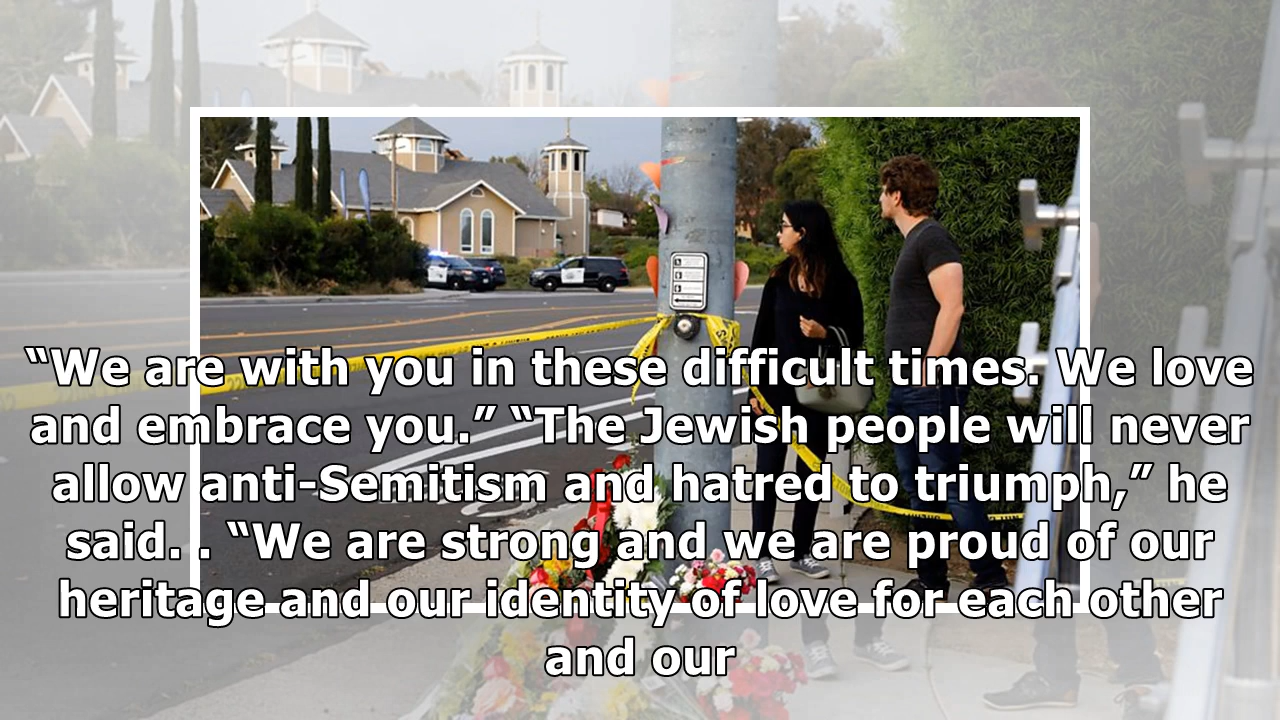 “We are with you in these difficult times. We love
and embrace you.” “The Jewish people will never
allow anti-Semitism and hatred to triumph,” he
said. . “We are strong and we are proud of our
heritage and our identity of love for each other
and our